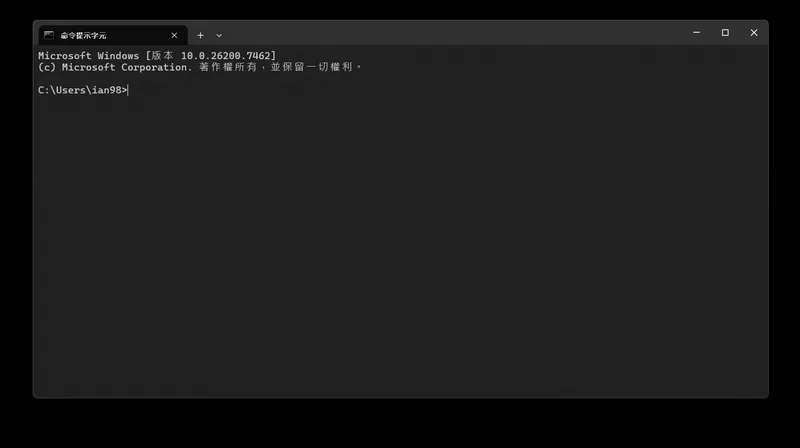 命令提示字元
Microsoft Windows [版本 10.0.26200.7462]
(c) Microsoft Corporation. 著作權所有，並保留一切權利。
C:\Users\ian98>